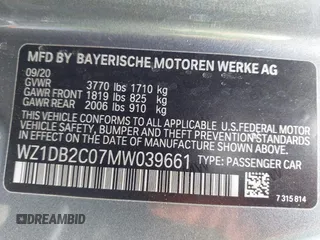 MFD BY BAYERISCHE MOTOREN WERKE AG
09/20
GVWR 3770 lbs 1710 kg
GAWR FRONT 1819 lbs 825 kg
GAWR REAR 2006 lbs 910 kg
THIS VEHICLE CONFORMS TO ALL APPLICABLE U.S. FEDERAL MOTOR
VEHICLE SAFETY, BUMPER, AND THEFT PREVENTION STANDARDS
IN EFFECT ON THE DATE OF MANUFACTURE SHOWN ABOVE.
WZ1DB2C07MW039661 TYPE: PASSENGER CAR
7 315 814
DREAMBID